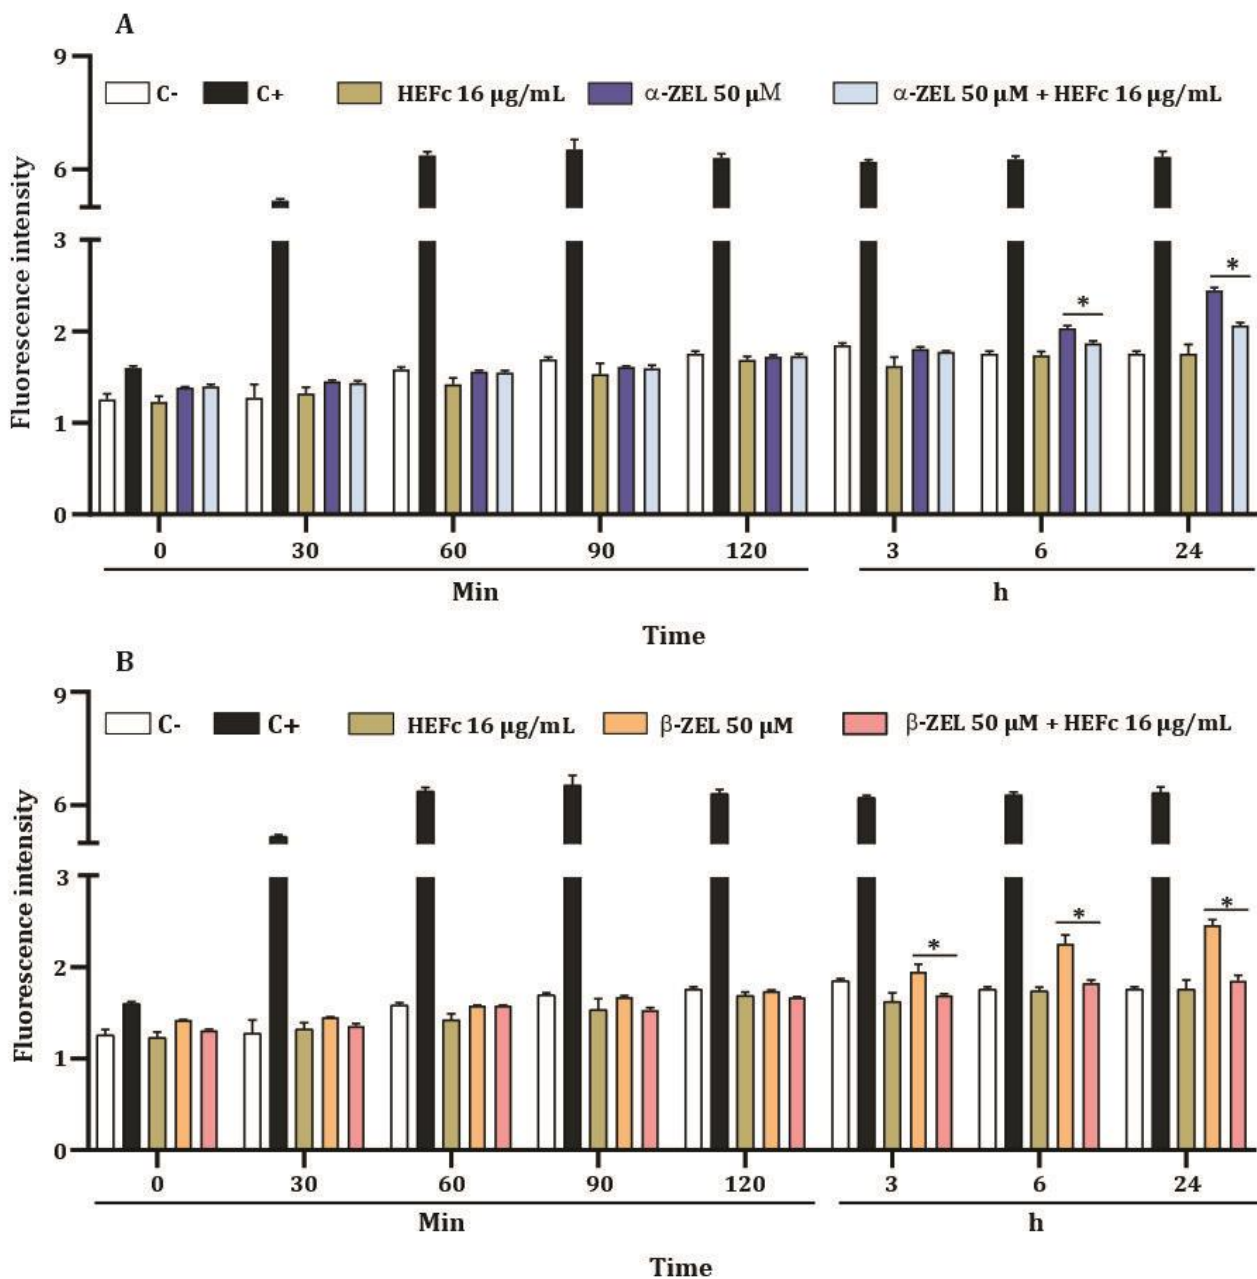 A
9
C- C+ HEFc 16 µg/mL α-ZEL 50 µM α-ZEL 50 µM + HEFc 16 µg/mL
6
3
* *
2
1
0
Fluorescence intensity
0 30 60 90 120 3 6 24
Min h
Time
B
9
C- C+ HEFc 16 µg/mL β-ZEL 50 µM β-ZEL 50 µM + HEFc 16 µg/mL
6
3
* * *
2
1
0
Fluorescence intensity
0 30 60 90 120 3 6 24
Min h
Time